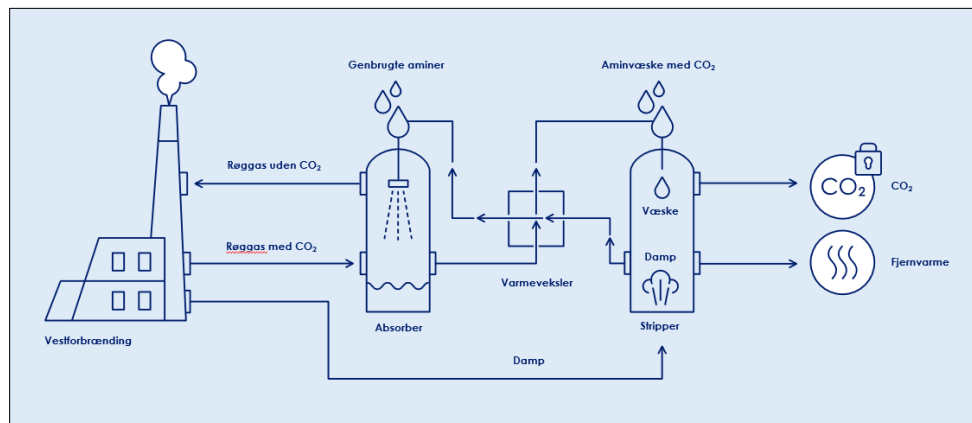 Genbrugte aminer
Aminvæske med CO₂
Røggas uden CO₂
CO₂
CO₂
Væske
Røggas med CO₂
Damp
Fjernvarme
Varmeveksler
Absorber
Stripper
Vestforbrænding
Damp